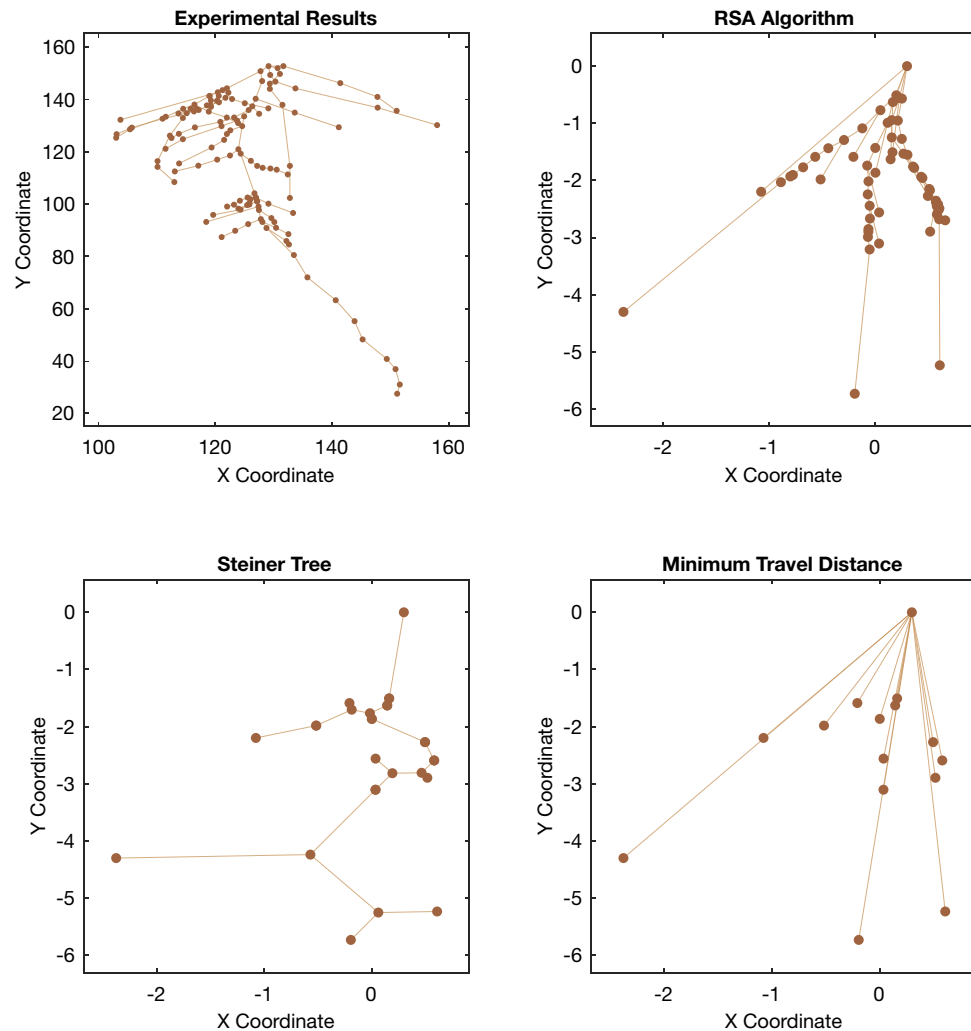 Experimental Results
160
140
120
100
80
60
40
20
Y Coordinate
100 120 140 160
X Coordinate
RSA Algorithm
0
-1
-2
-3
-4
-5
-6
Y Coordinate
-2 -1 0
X Coordinate
Steiner Tree
0
-1
-2
-3
-4
-5
-6
Y Coordinate
-2 -1 0
X Coordinate
Minimum Travel Distance
0
-1
-2
-3
-4
-5
-6
Y Coordinate
-2 -1 0
X Coordinate